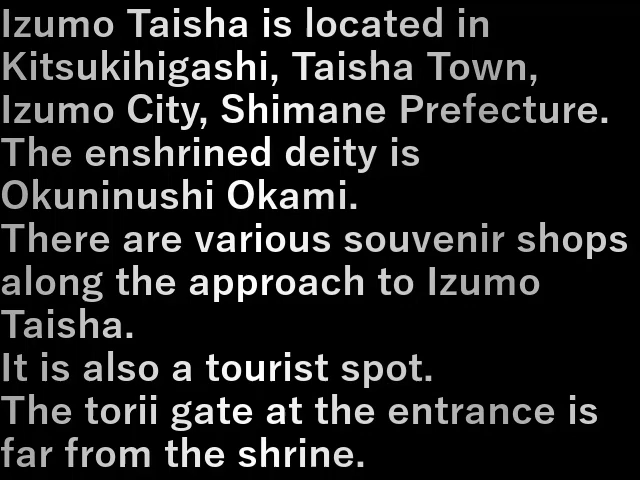 Izumo Taisha is located in
Kitsukihigashi, Taisha Town,
Izumo City, Shimane Prefecture.
The enshrined deity is
Okuninushi Okami.
There are various souvenir shops
along the approach to Izumo
Taisha.
It is also a tourist spot.
The torii gate at the entrance is
far from the shrine.